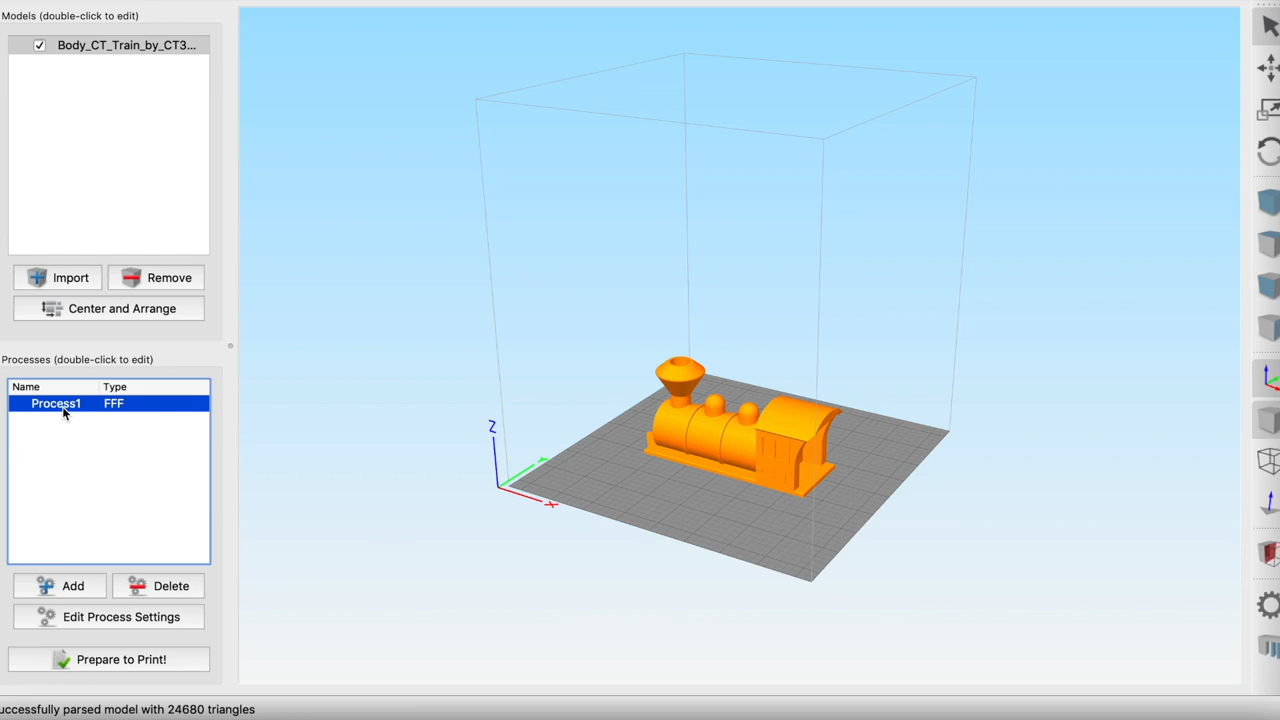 Models (double-click to edit)
Body_CT_Train_by_CT3...
Import
Remove
Center and Arrange
Processes (double-click to edit)
Name Type
Process1 FFF
Add
Delete
Edit Process Settings
Prepare to Print!
uccessfully parsed model with 24680 triangles
Z
Y
X